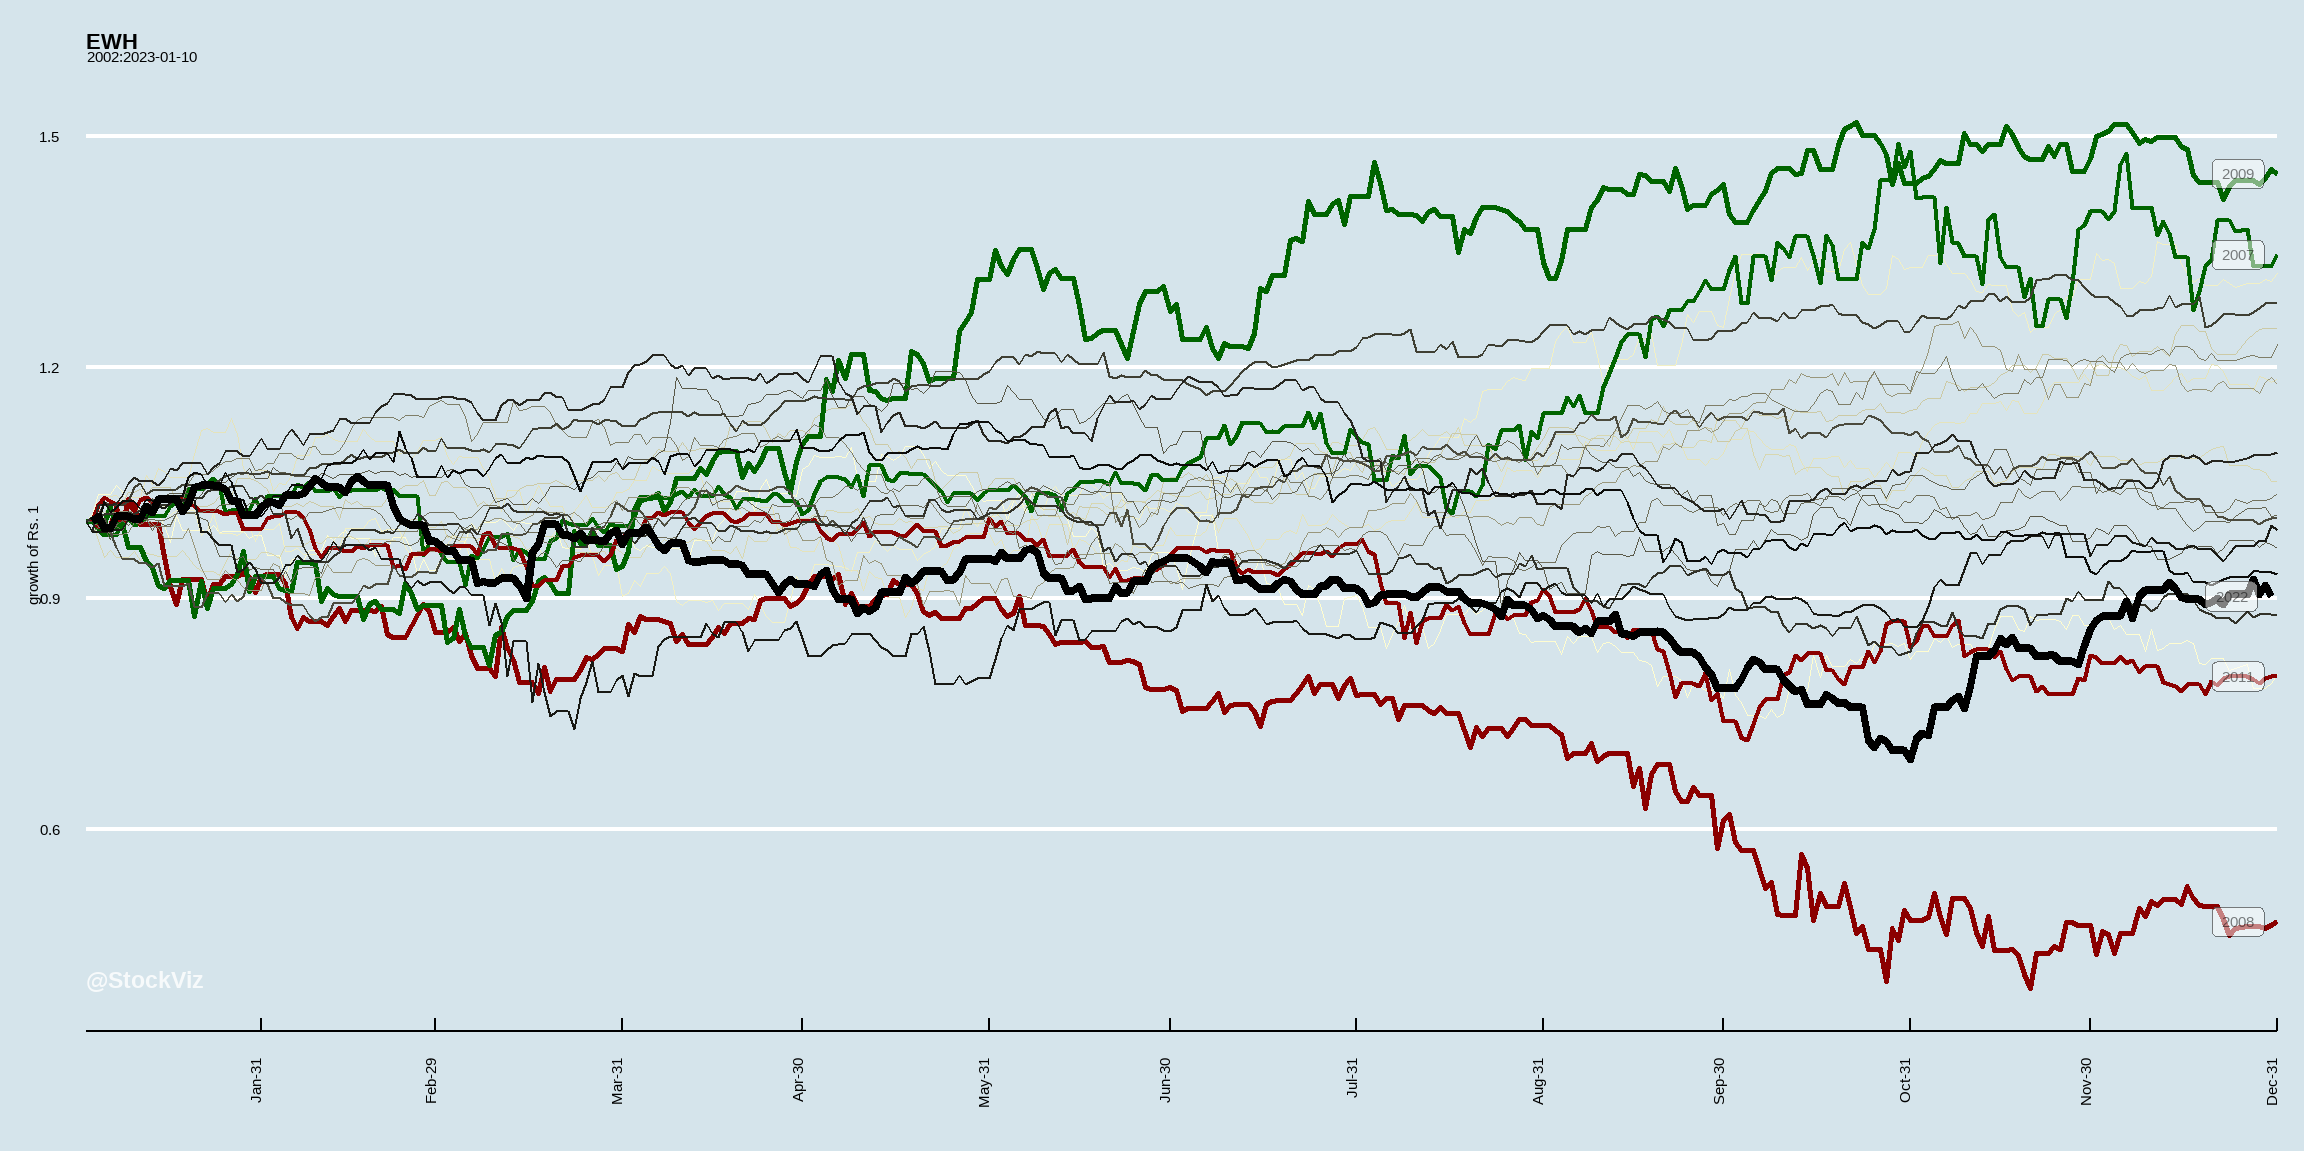 EWH
2002:2023-01-10
growth of Rs. 1
1.5
1.2
0.9
0.6
2009
2007
2022
2011
2008
@StockViz
Jan-31
Feb-29
Mar-31
Apr-30
May-31
Jun-30
Jul-31
Aug-31
Sep-30
Oct-31
Nov-30
Dec-31